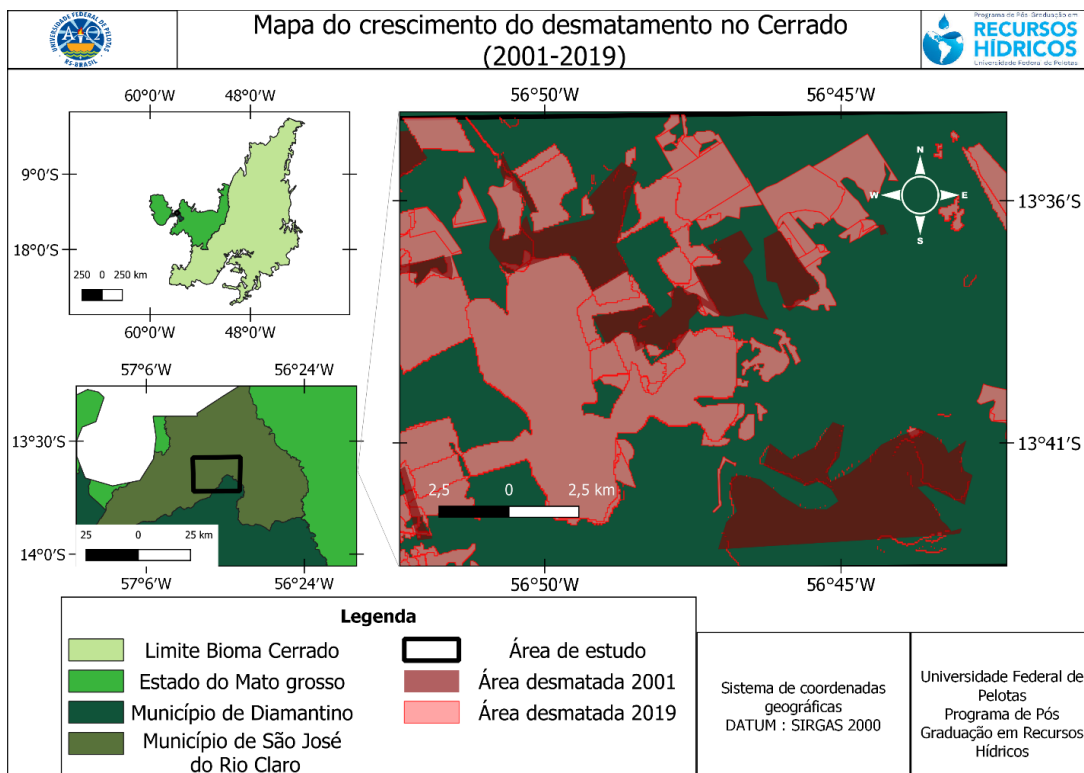 UNIVERSIDADE FEDERAL DE PELOTAS
RS-BRASIL
Mapa do crescimento do desmatamento no Cerrado
(2001-2019)
Programa de Pós-Graduação em
RECURSOS
HÍDRICOS
Universidade Federal de Pelotas
60°0'W 48°0'W
9°0'S
18°0'S
250 0 250 km
60°0'W 48°0'W
57°6'W 56°24'W
13°30'S
14°0'S
25 0 25 km
57°6'W 56°24'W
56°50'W 56°45'W
N
W E
S
13°36'S
13°41'S
2,5 0 2,5 km
56°50'W 56°45'W
Legenda
Limite Bioma Cerrado
Estado do Mato grosso
Município de Diamantino
Município de São José
do Rio Claro
Área de estudo
Área desmatada 2001
Área desmatada 2019
Sistema de coordenadas
geográficas
DATUM : SIRGAS 2000
Universidade Federal de
Pelotas
Programa de Pós
Graduação em Recursos
Hídricos